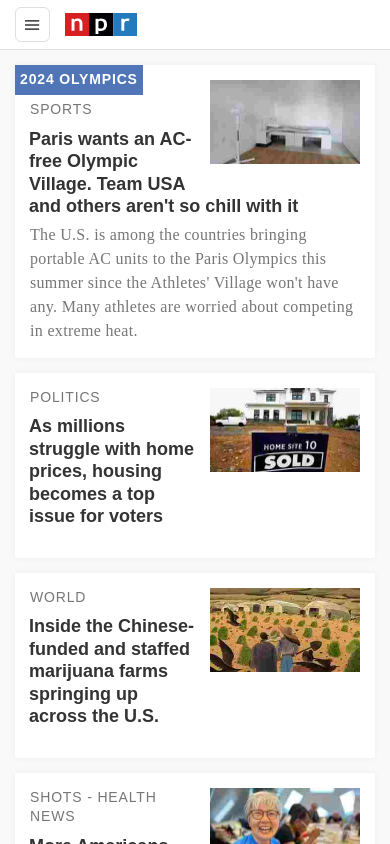 npr
2024 OLYMPICS
SPORTS
Paris wants an AC-
free Olympic
Village. Team USA
and others aren't so chill with it
The U.S. is among the countries bringing
portable AC units to the Paris Olympics this
summer since the Athletes' Village won't have
any. Many athletes are worried about competing
in extreme heat.
POLITICS
As millions
struggle with home
prices, housing
becomes a top
issue for voters
HOME SITE 10
SOLD
WORLD
Inside the Chinese-
funded and staffed
marijuana farms
springing up
across the U.S.
SHOTS - HEALTH
NEWS
More Americans